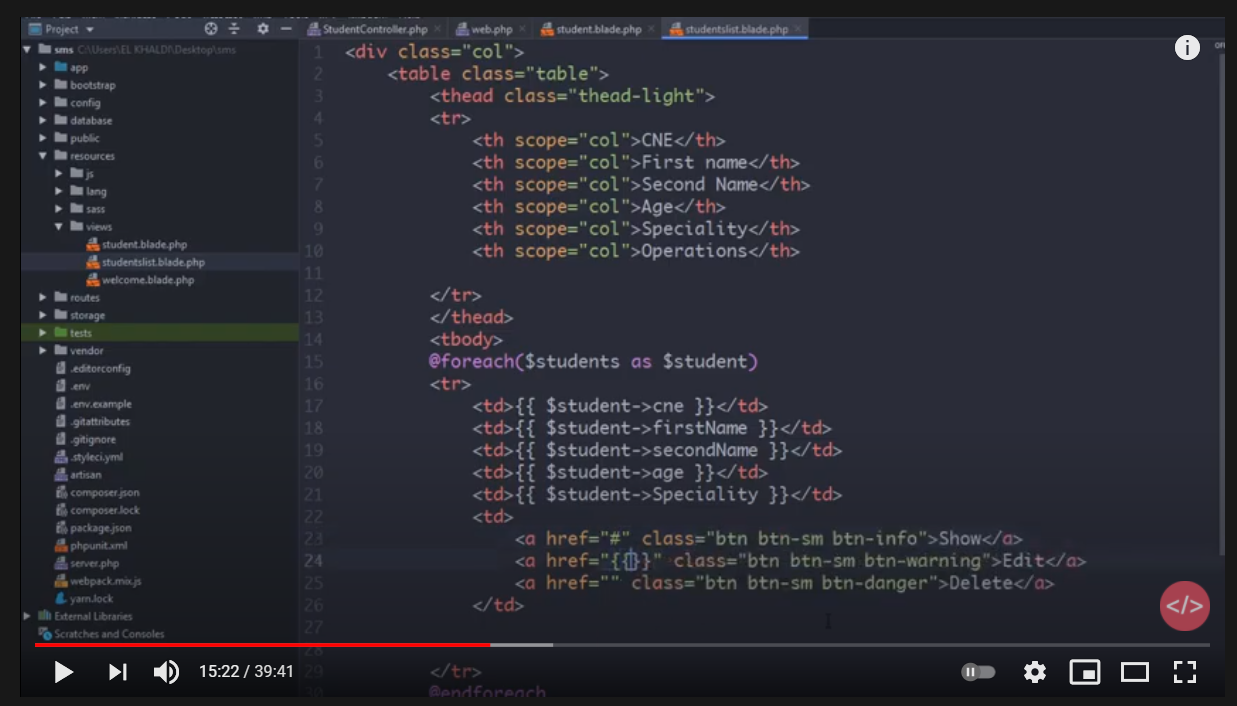 Project
StudentController.php
web.php
student.blade.php
studentslist.blade.php
sms C:\Users\EL KHALDI\Desktop\sms
app
bootstrap
config
database
public
resources
js
lang
sass
views
student.blade.php
studentslist.blade.php
welcome.blade.php
routes
storage
tests
vendor
.editorconfig
.env
.env.example
.gitattributes
.gitignore
.styleci.yml
artisan
composer.json
composer.lock
package.json
phpunit.xml
server.php
webpack.mix.js
yarn.lock
External Libraries
Scratches and Consoles
1 <div class="col">
2 <table class="table">
3 <thead class="thead-light">
4 <tr>
5 <th scope="col">CNE</th>
6 <th scope="col">First name</th>
7 <th scope="col">Second Name</th>
8 <th scope="col">Age</th>
9 <th scope="col">Speciality</th>
10 <th scope="col">Operations</th>
11
12 </tr>
13 </thead>
14 <tbody>
15 @foreach($students as $student)
16 <tr>
17 <td>{{ $student->cne }}</td>
18 <td>{{ $student->firstName }}</td>
19 <td>{{ $student->secondName }}</td>
20 <td>{{ $student->age }}</td>
21 <td>{{ $student->Speciality }}</td>
22 <td>
23 <a href="#" class="btn btn-sm btn-info">Show</a>
24 <a href="{{}}" class="btn btn-sm btn-warning">Edit</a>
25 <a href="" class="btn btn-sm btn-danger">Delete</a>
26 </td>
27
28
29 </tr>
30 @endforeach
</>
15:22 / 39:41